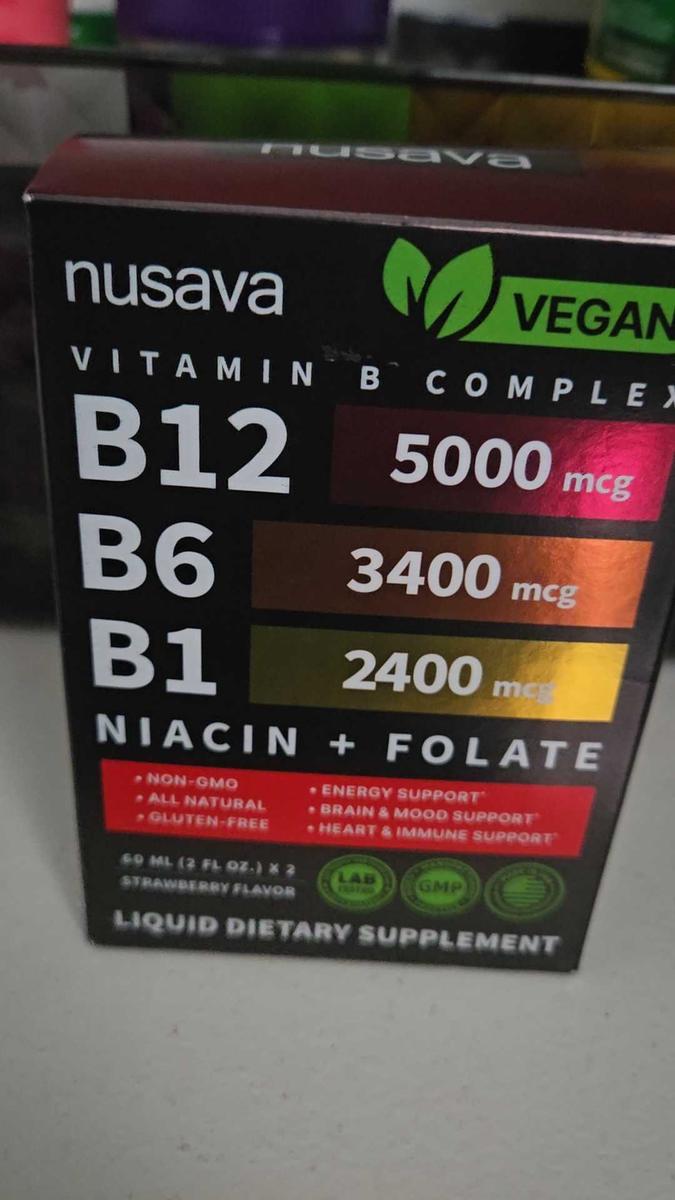 nusava
nusava
VEGAN
VITAMIN B COMPLEX
B12 5000 mcg
B6 3400 mcg
B1 2400 mcg
NIACIN + FOLATE
• NON-GMO
• ALL NATURAL
• GLUTEN-FREE
• ENERGY SUPPORT*
• BRAIN & MOOD SUPPORT*
• HEART & IMMUNE SUPPORT*
60 ML (2 FL OZ.) X 2
STRAWBERRY FLAVOR
LAB
TESTED
GMP
LIQUID DIETARY SUPPLEMENT